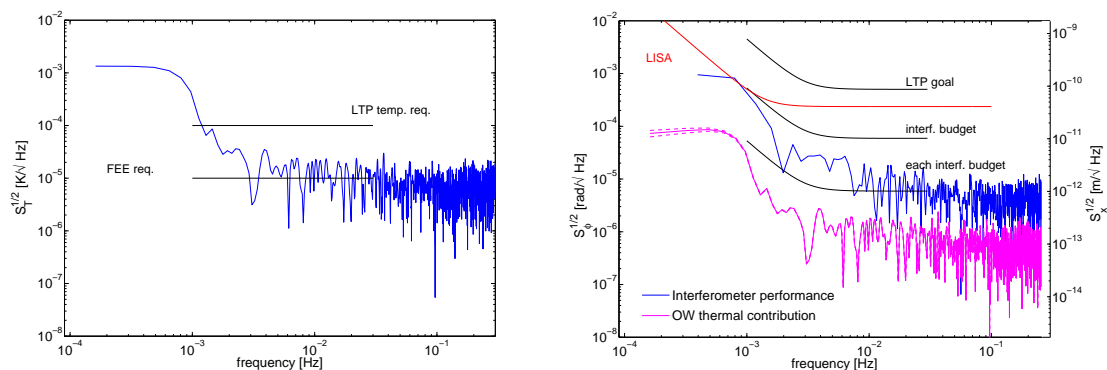 10⁻²
10⁻³
10⁻⁴
10⁻⁵
10⁻⁶
10⁻⁷
10⁻⁸
S_T^{1/2} [K/√ Hz]
LTP temp. req.
FEE req.
10⁻⁴
10⁻³
10⁻²
10⁻¹
frequency [Hz]
10⁻²
10⁻³
10⁻⁴
10⁻⁵
10⁻⁶
10⁻⁷
10⁻⁸
S_ϕ^{1/2} [rad/√ Hz]
LISA
LTP goal
interf. budget
each interf. budget
Interferometer performance
OW thermal contribution
10⁻⁹
10⁻¹⁰
10⁻¹¹
10⁻¹²
10⁻¹³
10⁻¹⁴
S_x^{1/2} [m/√ Hz]
10⁻⁴
10⁻³
10⁻²
10⁻¹
frequency [Hz]